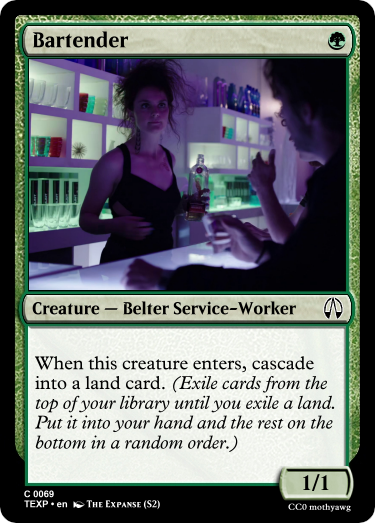 Bartender
Creature — Belter Service-Worker
When this creature enters, cascade
into a land card. (Exile cards from the
top of your library until you exile a land.
Put it into your hand and the rest on the
bottom in a random order.)
1/1
C 0069
TEXP • en THE EXPANSE (S2)
CC0 mothyawg